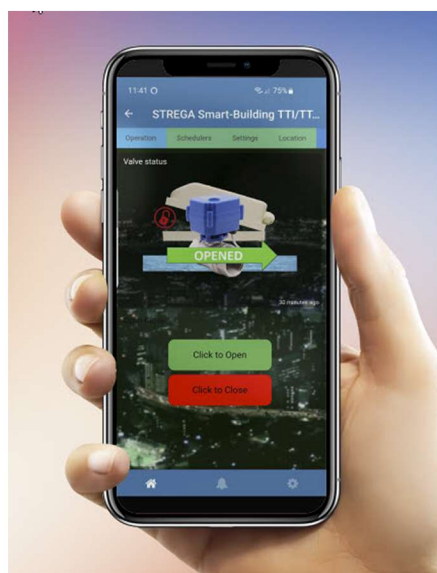 11:41
75%
STREGA Smart-Building TTI/TT...
Operation Schedulers Settings Location
Valve status
OPENED
30 minutes ago
Click to Open
Click to Close